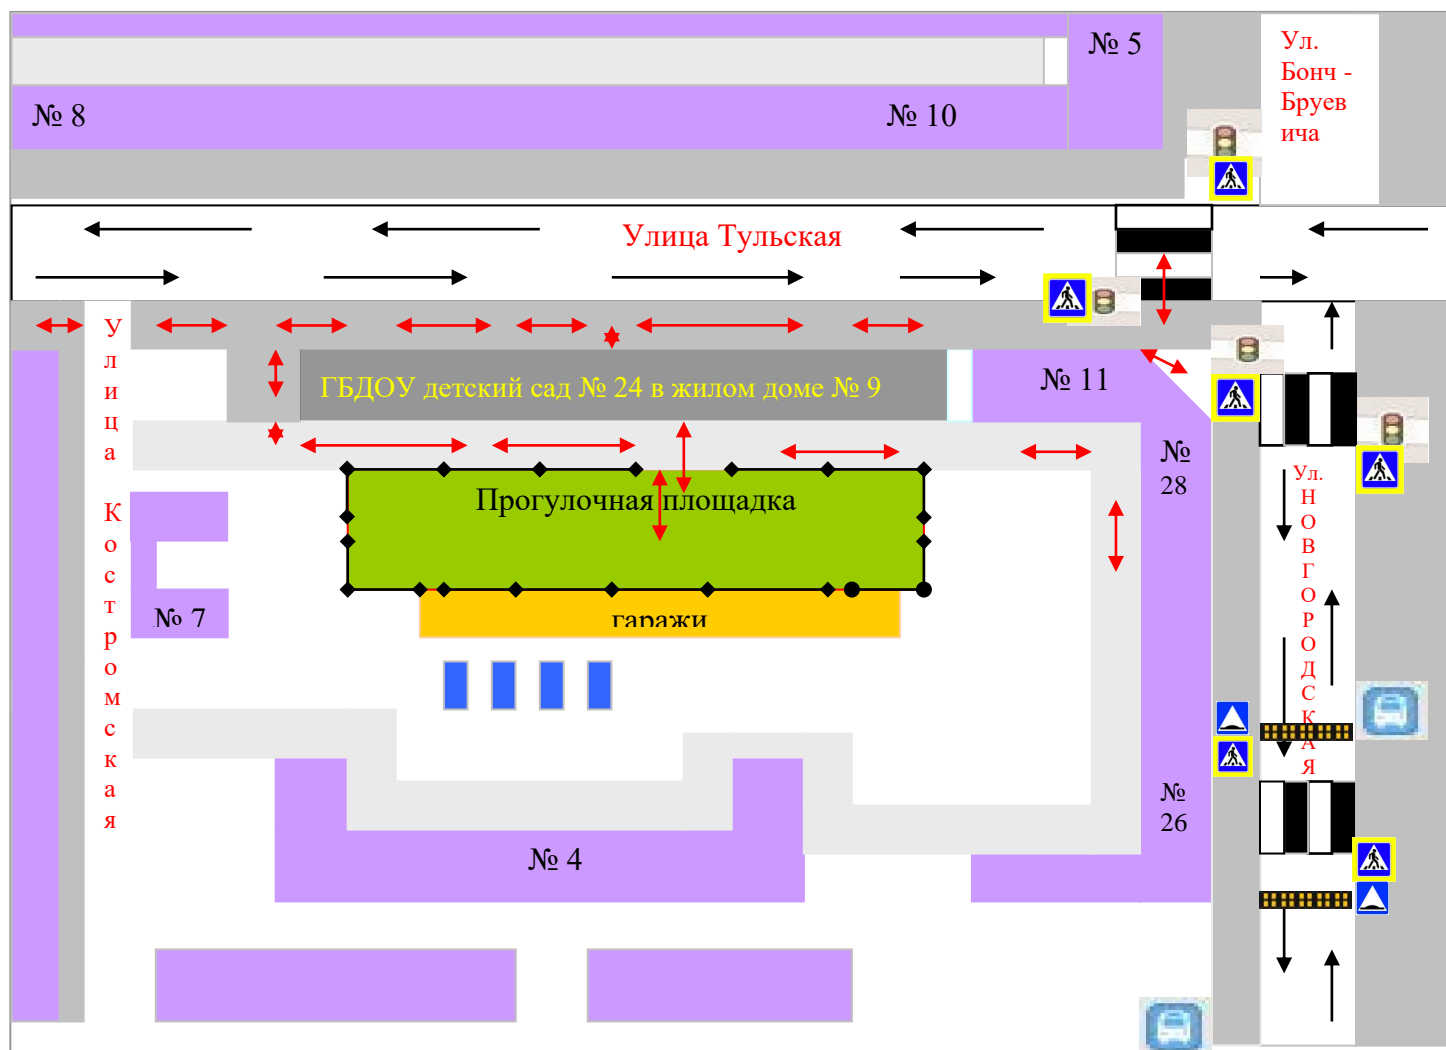 № 5
Ул.
Бонч -
Бруев
ича
№ 8
№ 10
Улица Тульская
У
л
и
ц
а
К
о
с
т
р
о
м
с
к
а
я
ГБДОУ детский сад № 24 в жилом доме № 9
№ 11
№
28
Прогулочная площадка
Ул.
Н
О
В
Г
О
Р
О
Д
С
К
А
Я
№ 7
гаражи
№
26
№ 4